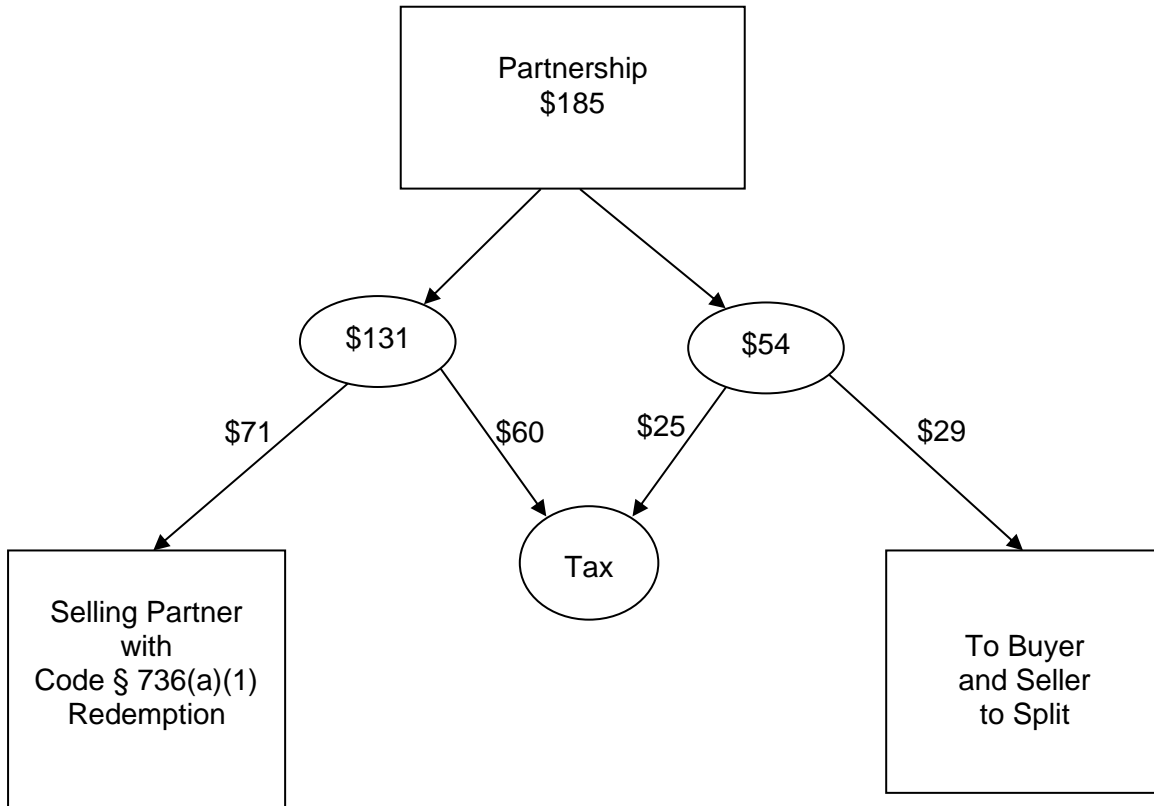 Partnership
$185
$131
$54
$71
$60
$25
$29
Tax
Selling Partner
with
Code § 736(a)(1)
Redemption
To Buyer
and Seller
to Split